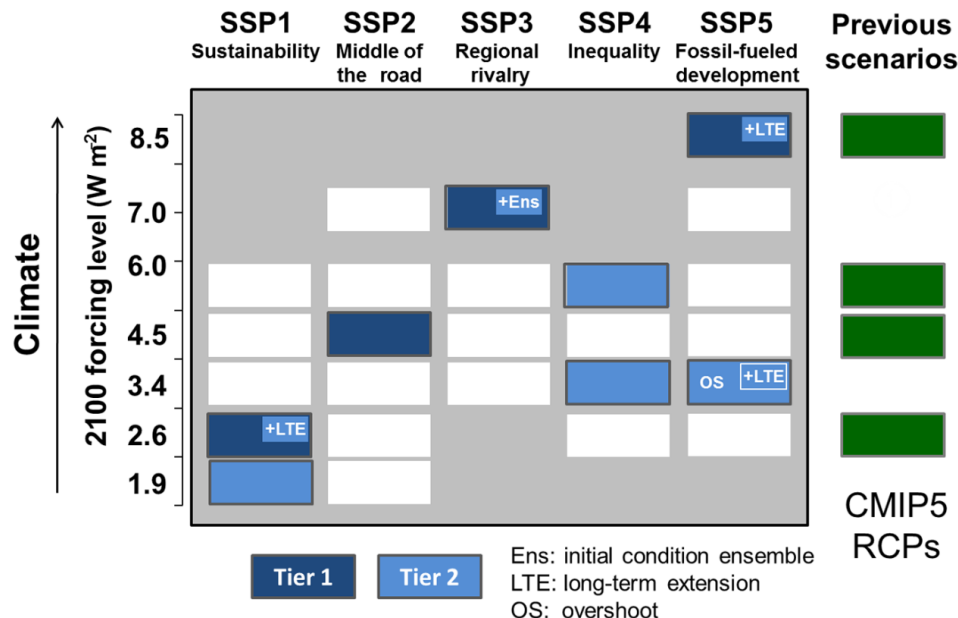 SSP1 SSP2 SSP3 SSP4 SSP5 Previous
Sustainability Middle of Regional Inequality Fossil-fueled scenarios
the road rivalry development
Climate
2100 forcing level (W m-2)
8.5 +LTE
7.0 +Ens
6.0
4.5
3.4 OS +LTE
2.6 +LTE
1.9
CMIP5
RCPs
Tier 1 Tier 2
Ens: initial condition ensemble
LTE: long-term extension
OS: overshoot